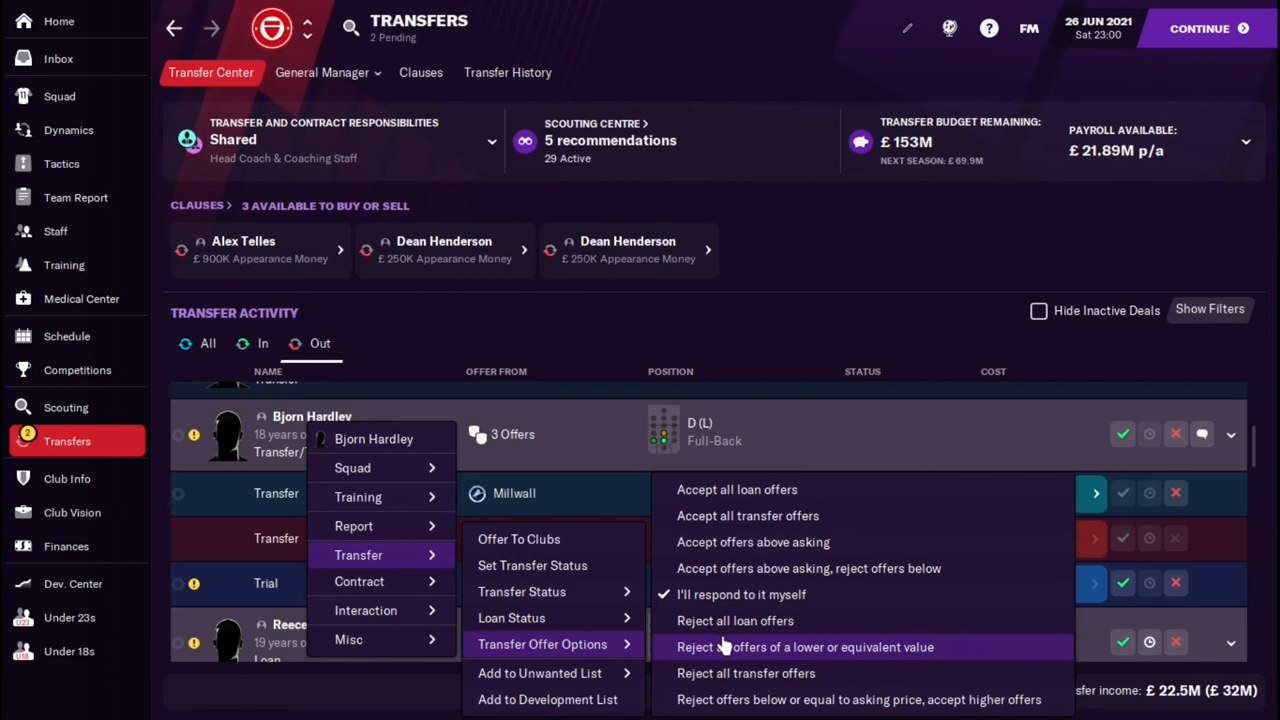 Home
Inbox
Squad
Dynamics
Tactics
Team Report
Staff
Training
Medical Center
Schedule
Competitions
Scouting
2
Transfers
Club Info
Club Vision
Finances
Dev. Center
Under 23s
U23
Under 18s
U18
TRANSFERS
2 Pending
FM
26 JUN 2021
Sat 23:00
CONTINUE
Transfer Center
General Manager
Clauses
Transfer History
TRANSFER AND CONTRACT RESPONSIBILITIES
Shared
Head Coach & Coaching Staff
SCOUTING CENTRE >
5 recommendations
29 Active
TRANSFER BUDGET REMAINING:
£ 153M
NEXT SEASON: £ 69.9M
PAYROLL AVAILABLE:
£ 21.89M p/a
CLAUSES > 3 AVAILABLE TO BUY OR SELL
Alex Telles
£ 900K Appearance Money
Dean Henderson
£ 250K Appearance Money
Dean Henderson
£ 250K Appearance Money
TRANSFER ACTIVITY
Hide Inactive Deals
Show Filters
All
In
Out
NAME OFFER FROM POSITION STATUS COST
Bjorn Hardley
18 years
Transfer/
3 Offers
D (L)
Full-Back
Transfer
Millwall
Transfer
Trial
Reece
19 years
Loan
Bjorn Hardley
Squad
Training
Report
Transfer
Contract
Interaction
Misc
Offer To Clubs
Set Transfer Status
Transfer Status
Loan Status
Transfer Offer Options
Add to Unwanted List
Add to Development List
Accept all loan offers
Accept all transfer offers
Accept offers above asking
Accept offers above asking, reject offers below
I'll respond to it myself
Reject all loan offers
Reject offers of a lower or equivalent value
Reject all transfer offers
Reject offers below or equal to asking price, accept higher offers
sfer income: £ 22.5M (£ 32M)